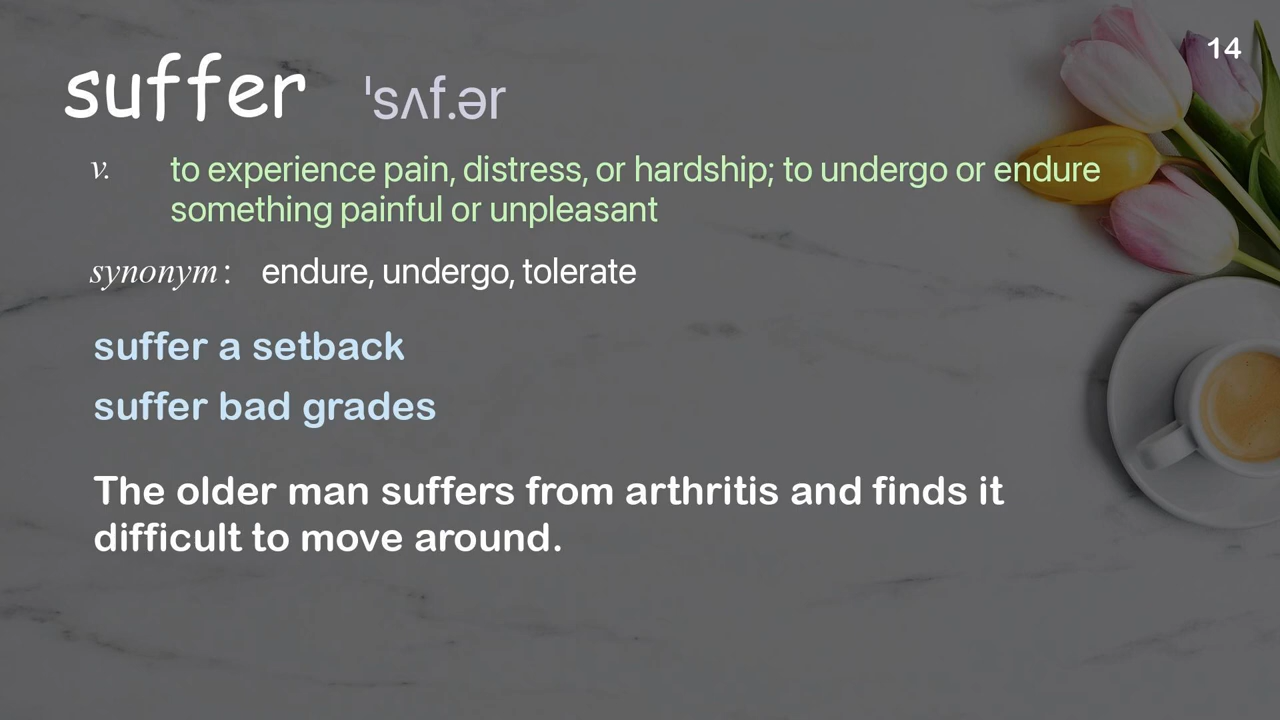 14
suffer ˈsʌf.ər
v. to experience pain, distress, or hardship; to undergo or endure
something painful or unpleasant
synonym: endure, undergo, tolerate
suffer a setback
suffer bad grades
The older man suffers from arthritis and finds it
difficult to move around.